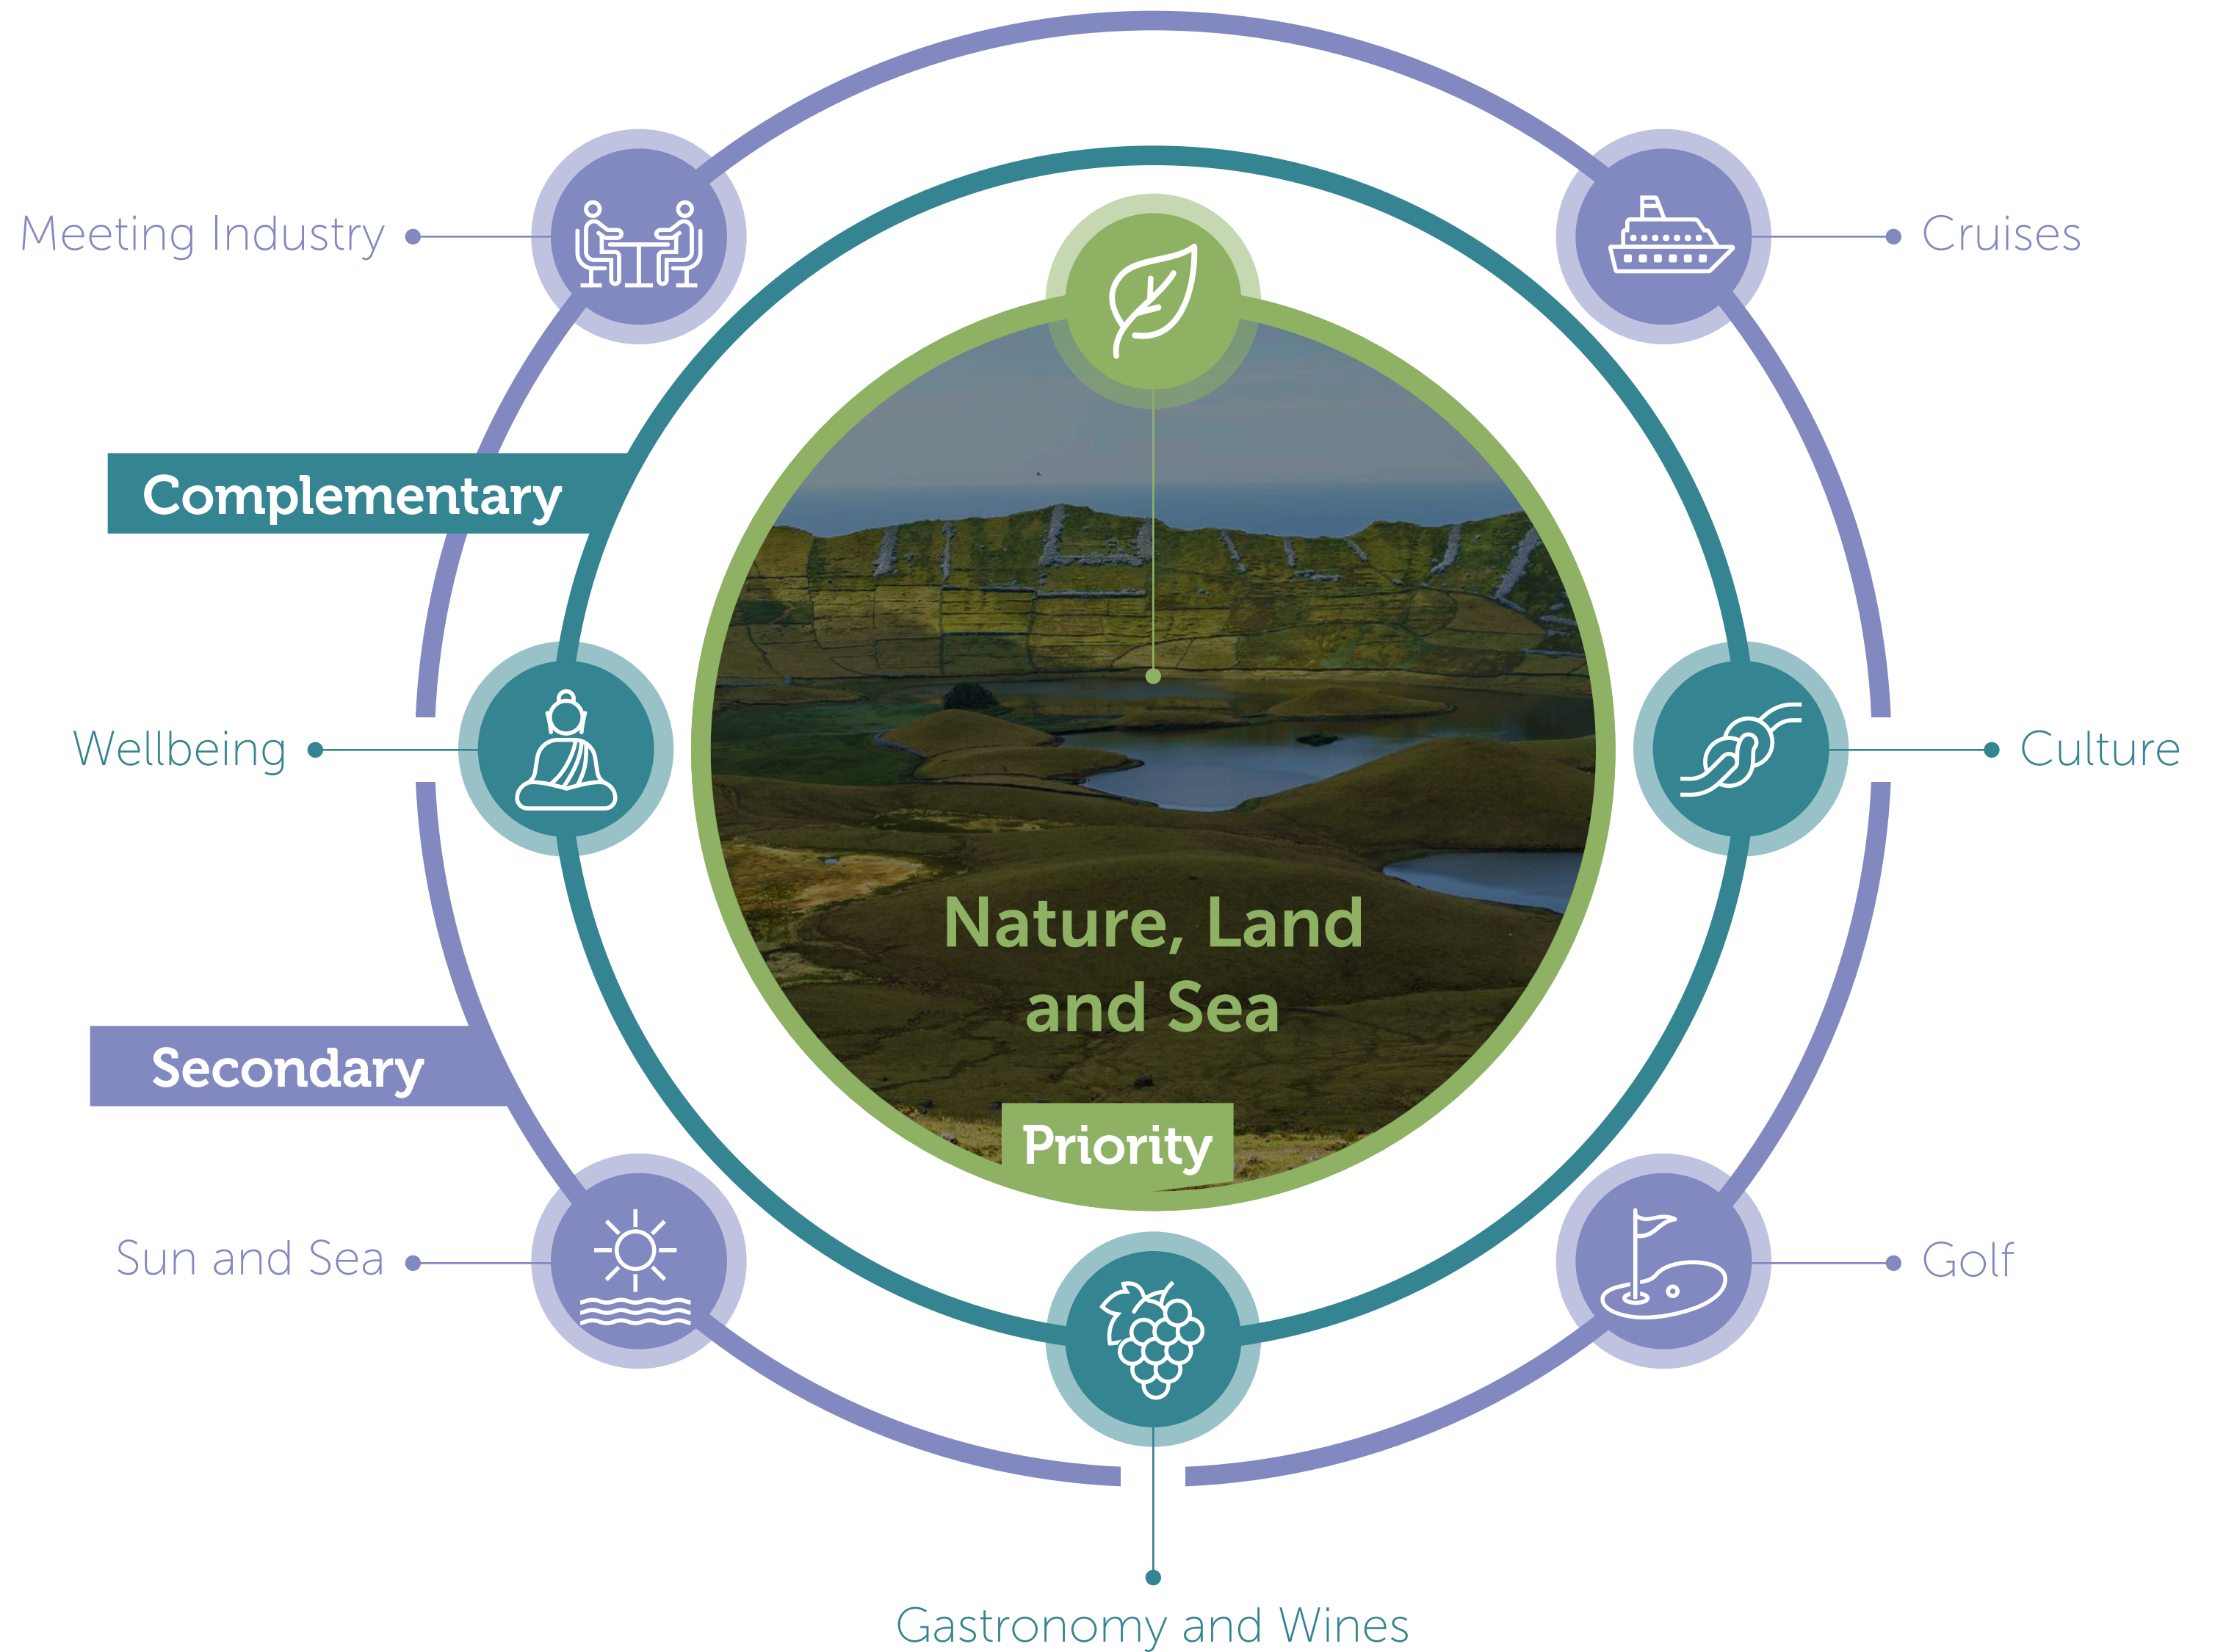 Meeting Industry
Cruises
Complementary
Wellbeing
Culture
Nature, Land
and Sea
Secondary
Priority
Sun and Sea
Golf
Gastronomy and Wines